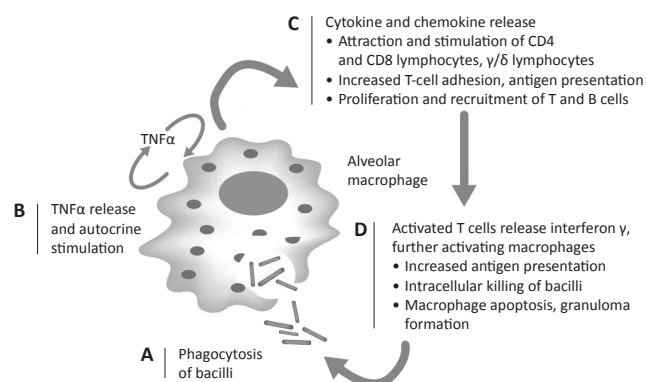 C
Cytokine and chemokine release
• Attraction and stimulation of CD4
and CD8 lymphocytes, γ/δ lymphocytes
• Increased T-cell adhesion, antigen presentation
• Proliferation and recruitment of T and B cells
TNFα
Alveolar
macrophage
B
TNFα release
and autocrine
stimulation
D
Activated T cells release interferon γ,
further activating macrophages
• Increased antigen presentation
• Intracellular killing of bacilli
• Macrophage apoptosis, granuloma
formation
A
Phagocytosis
of bacilli